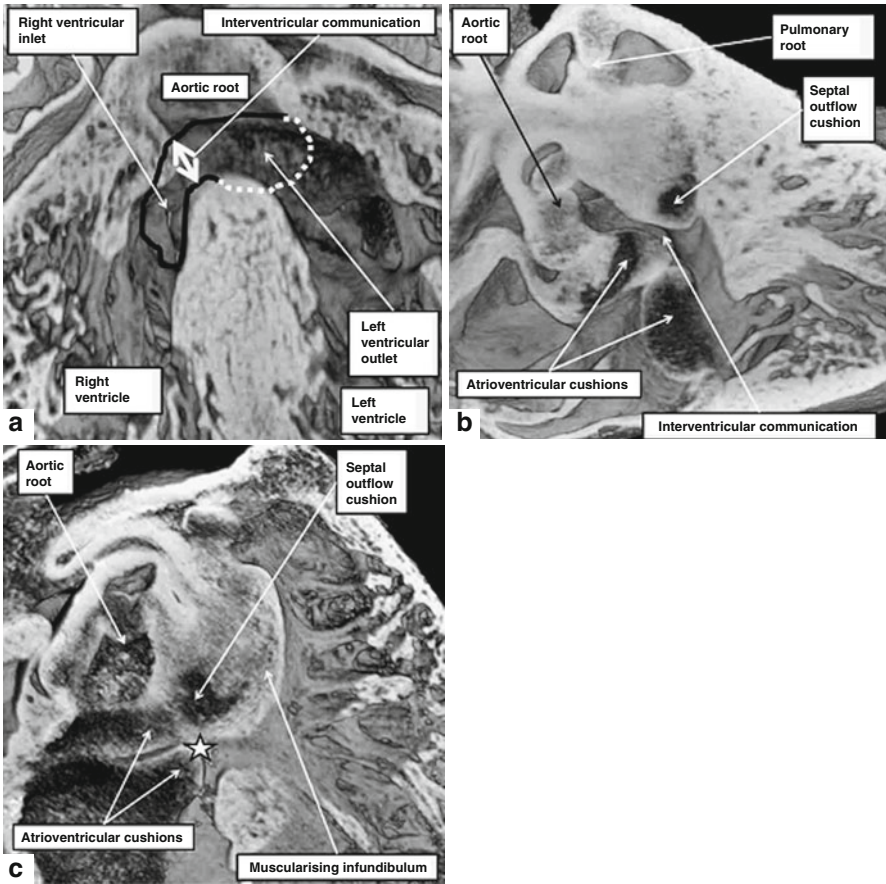 Right ventricular
inlet
Interventricular communication
Aortic root
Left
ventricular
outlet
Right
ventricle
Left
ventricle
a
Aortic
root
Pulmonary
root
Septal
outflow
cushion
Atrioventricular cushions
Interventricular communication
b
Aortic
root
Septal
outflow
cushion
Atrioventricular cushions
Muscularising infundibulum
c